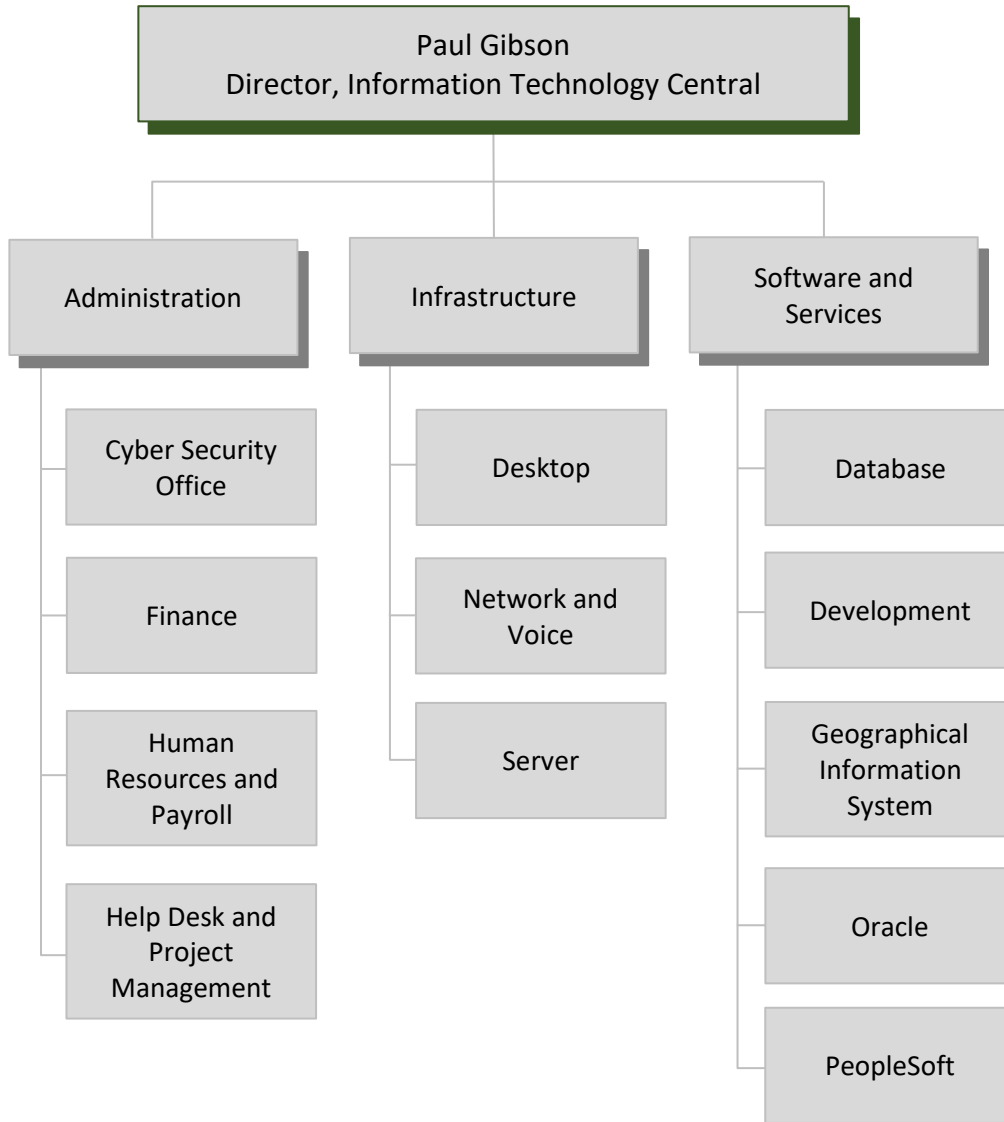 Paul Gibson
Director, Information Technology Central
Administration
Infrastructure
Software and
Services
Cyber Security
Office
Finance
Human
Resources and
Payroll
Help Desk and
Project
Management
Desktop
Network and
Voice
Server
Database
Development
Geographical
Information
System
Oracle
PeopleSoft